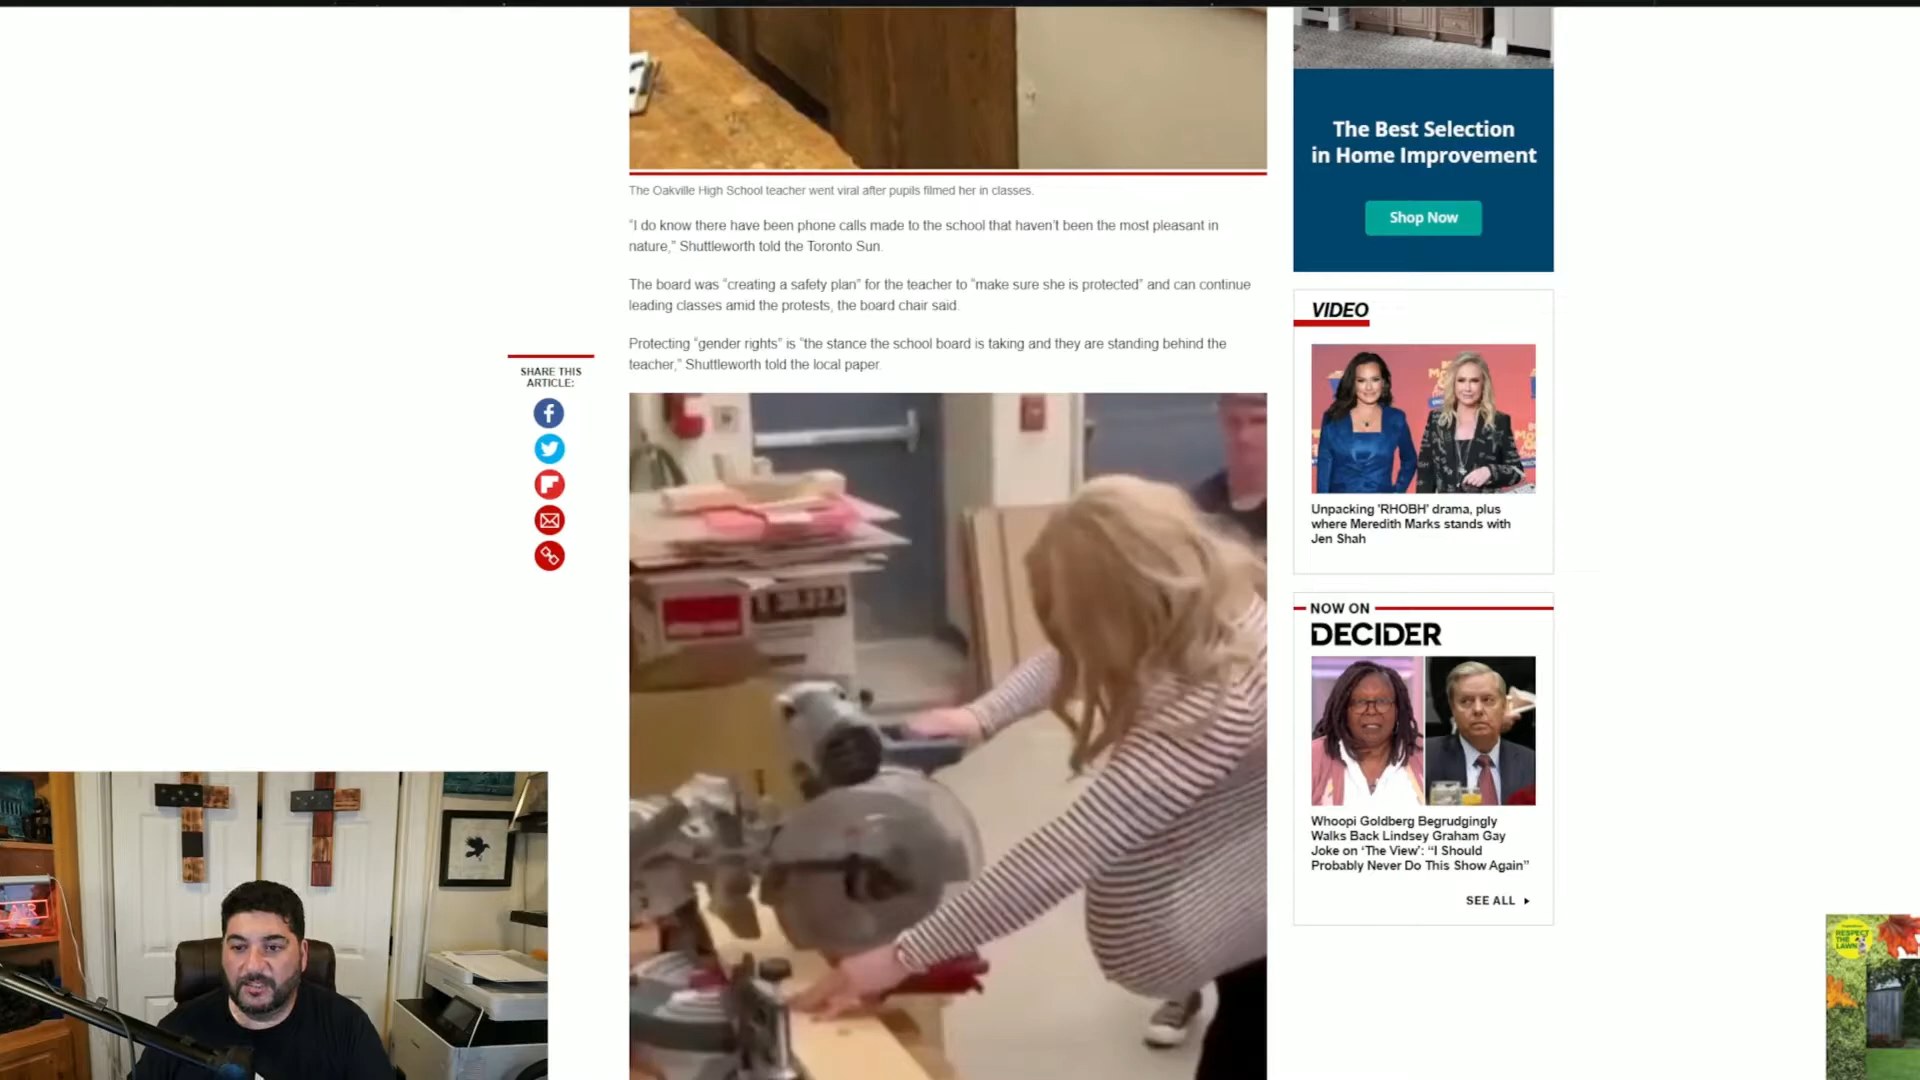 The Oakville High School teacher went viral after pupils filmed her in classes.
“I do know there have been phone calls made to the school that haven’t been the most pleasant in
nature,” Shuttleworth told the Toronto Sun.
The board was “creating a safety plan” for the teacher to “make sure she is protected” and can continue
leading classes amid the protests, the board chair said.
Protecting “gender rights” is “the stance the school board is taking and they are standing behind the
teacher,” Shuttleworth told the local paper.
SHARE THIS
ARTICLE:
The Best Selection
in Home Improvement
Shop Now
VIDEO
Unpacking 'RHOBH' drama, plus
where Meredith Marks stands with
Jen Shah
NOW ON
DECIDER
Whoopi Goldberg Begrudgingly
Walks Back Lindsey Graham Gay
Joke on ‘The View’: “I Should
Probably Never Do This Show Again”
SEE ALL
RESPECT
THE
LAWN